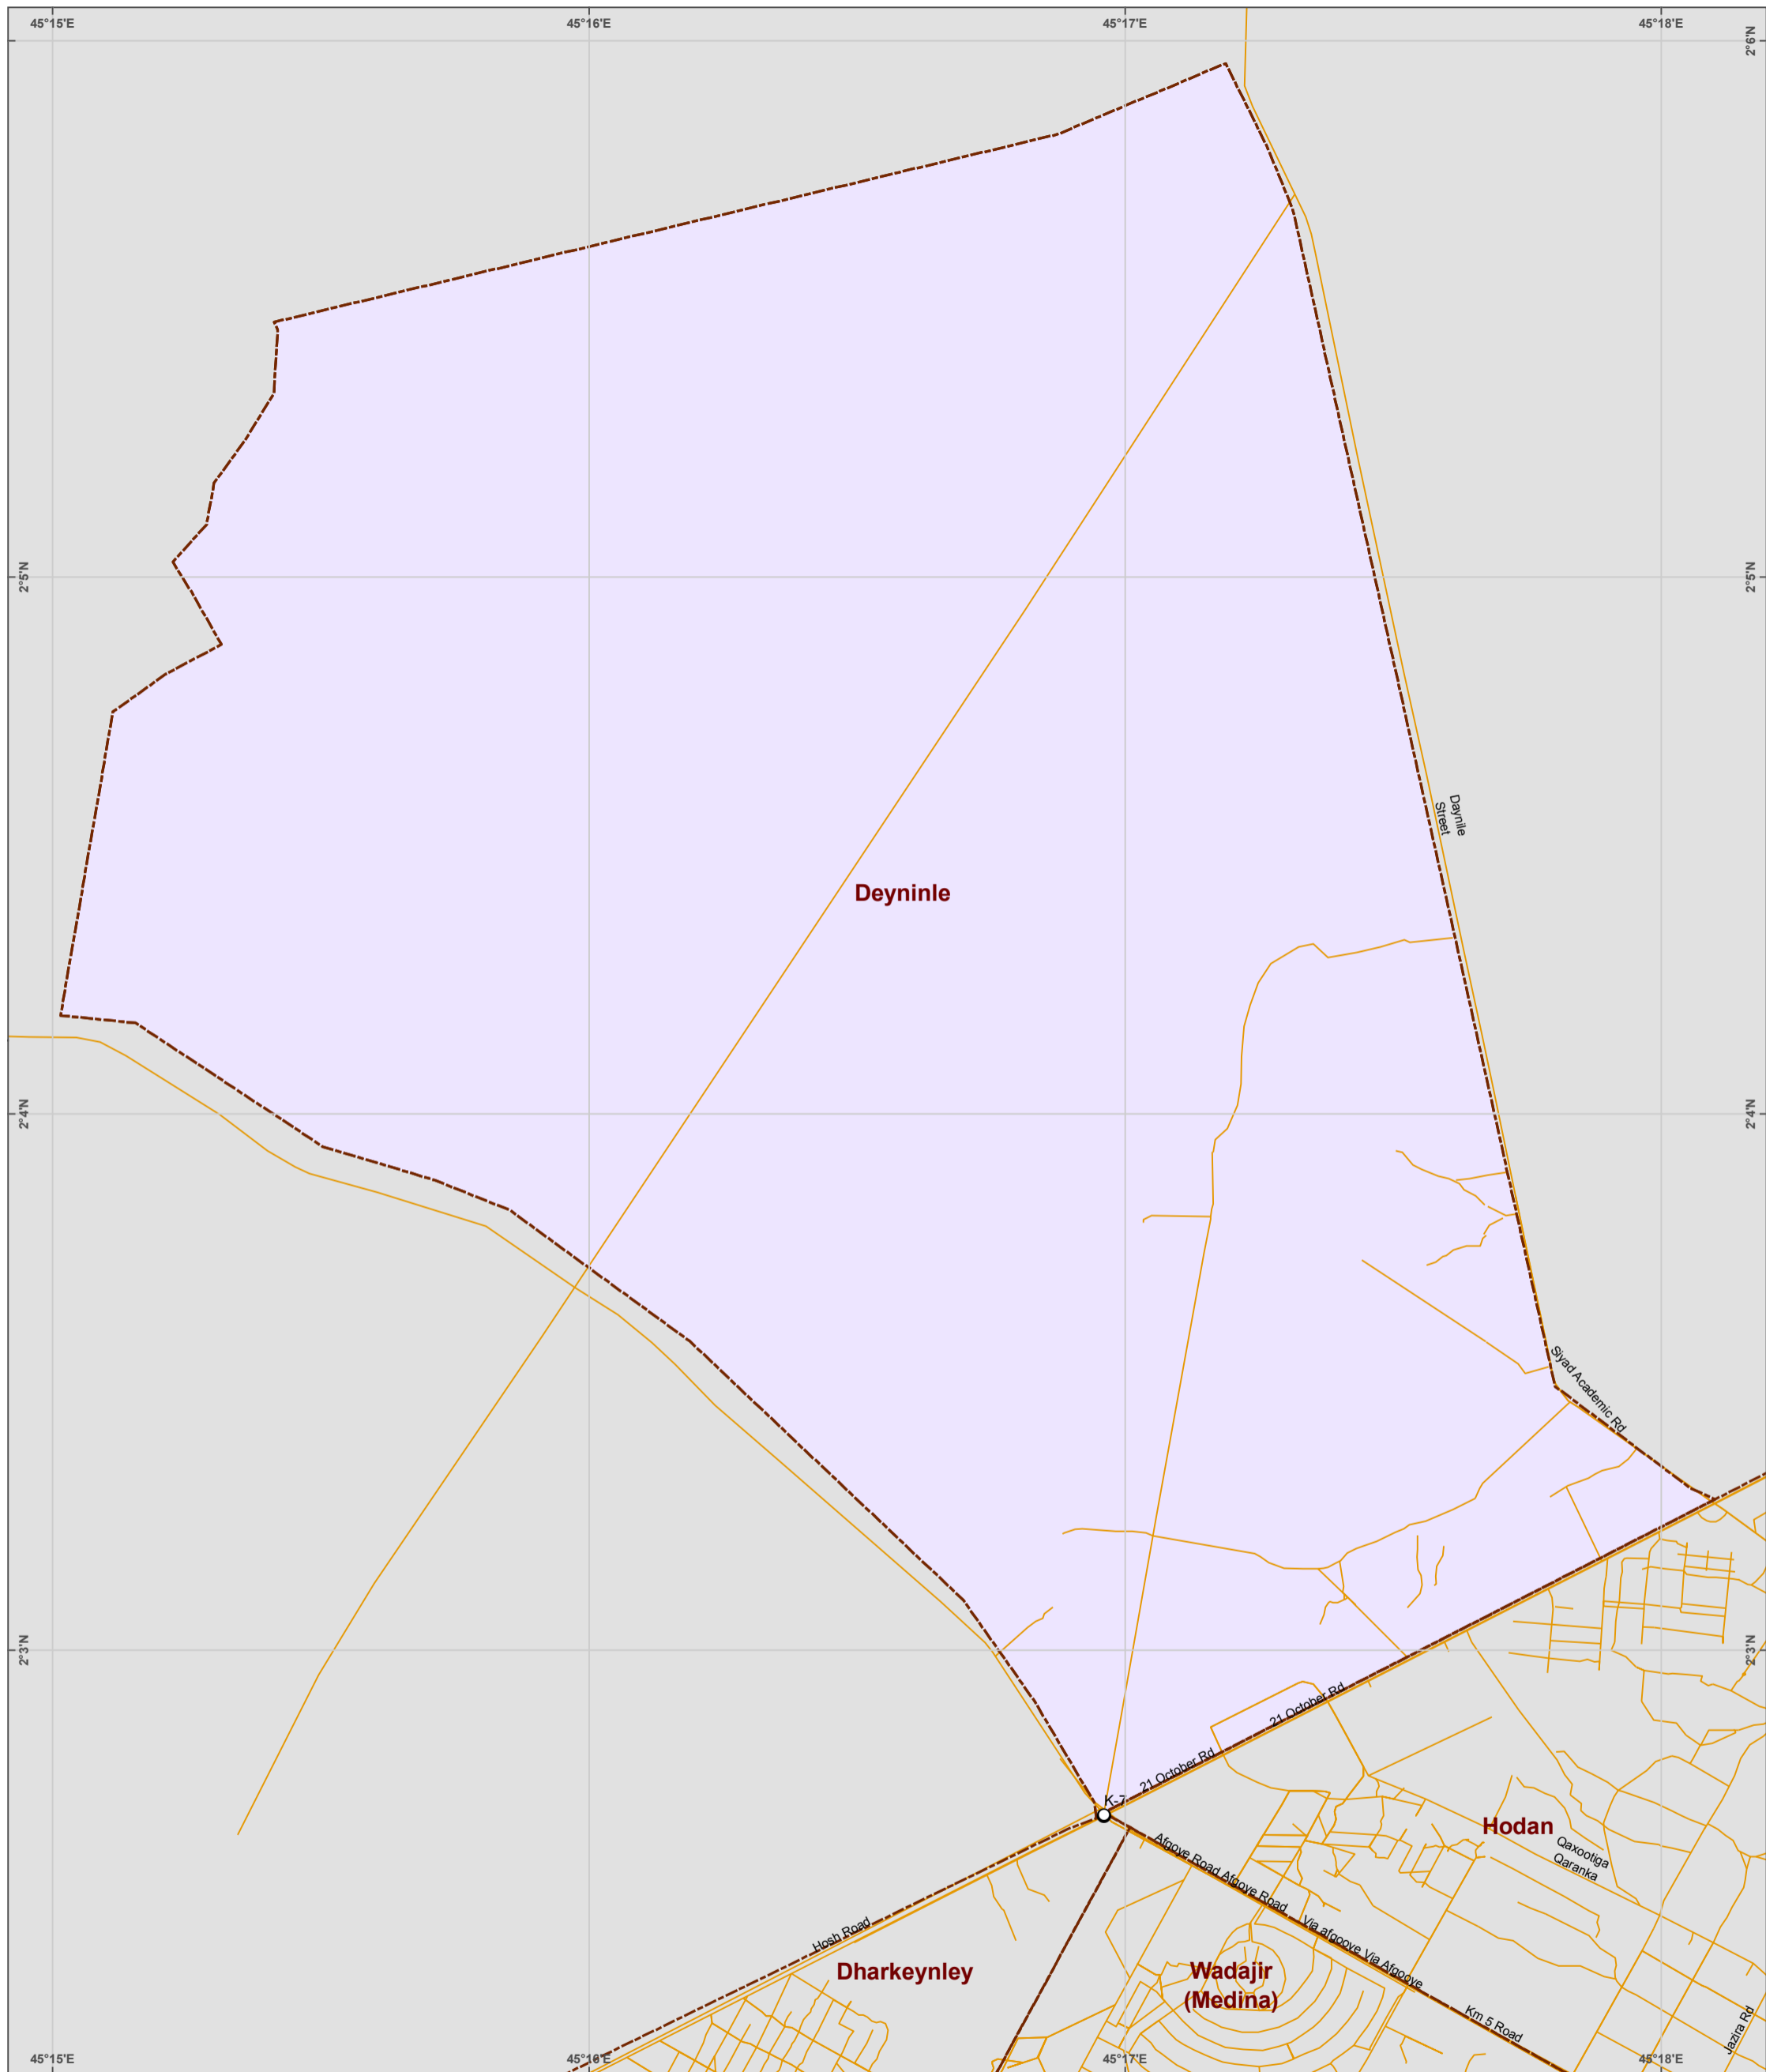 45°15'E
45°16'E
45°17'E
45°18'E
2°6'N
2°5'N
2°5'N
Daynile
Street
Deyninle
2°4'N
2°4'N
Siyad Academic Rd
2°3'N
2°3'N
21 October Rd
21 October Rd
K-7
Hodan
Afgoye Road Afgoye Road
Qaxootiga
Qaranka
Via afgooye Via Afgooye
Hosh Road
Dharkeynley
Wadajir
(Medina)
Km 5 Road
Jazira Rd
45°15'E
45°16'E
45°17'E
45°18'E